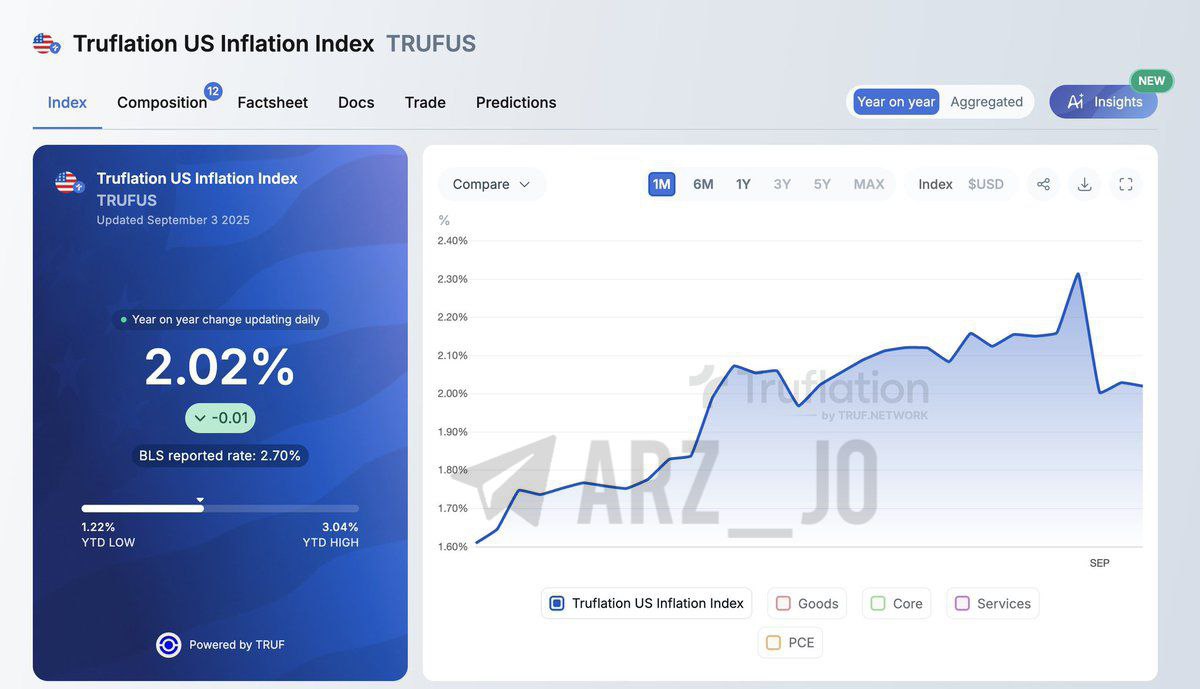 Truflation US Inflation Index TRUFUS
Index
Composition 12
Factsheet
Docs
Trade
Predictions
Year on year
Aggregated
NEW
Ai Insights
Truflation US Inflation Index
TRUFUS
Updated September 3 2025
Year on year change updating daily
2.02%
-0.01
BLS reported rate: 2.70%
1.22%
YTD LOW
3.04%
YTD HIGH
Powered by TRUF
Compare
1M
6M
1Y
3Y
5Y
MAX
Index
$USD
%
2.40%
2.30%
2.20%
2.10%
2.00%
1.90%
1.80%
1.70%
1.60%
Truflation
by TRUF.NETWORK
ARZ__JO
SEP
Truflation US Inflation Index
Goods
Core
Services
PCE